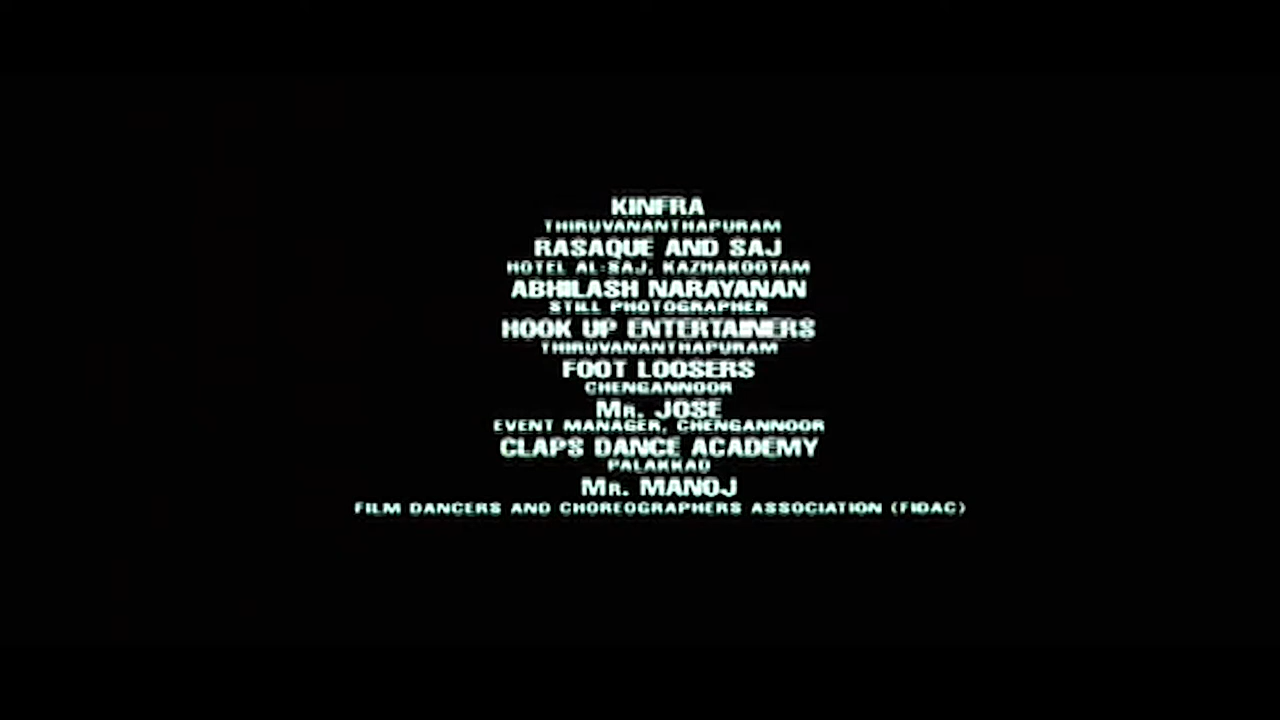 KINFRA
THIRUVANANTHAPURAM
RASAQUE AND SAJ
HOTEL AL-SAJ, KAZHAKOOTAM
ABHILASH NARAYANAN
STILL PHOTOGRAPHER
HOOK UP ENTERTAINERS
THIRUVANANTHAPURAM
FOOT LOOSERS
CHENGANNOOR
MR. JOSE
EVENT MANAGER, CHENGANNOOR
CLAPS DANCE ACADEMY
PALAKKAD
MR. MANOJ
FILM DANCERS AND CHOREOGRAPHERS ASSOCIATION (FIDAC)